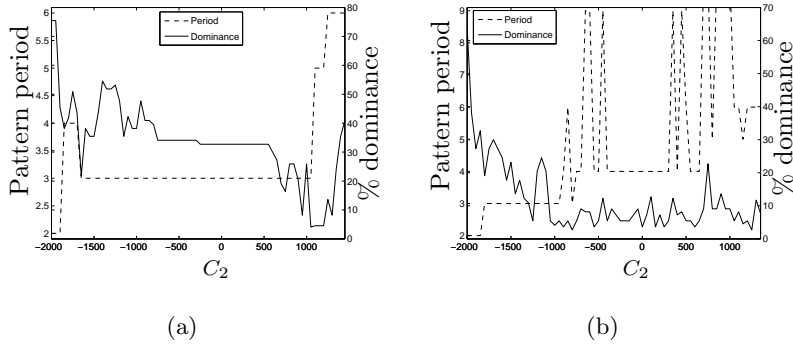 Period
Dominance
Pattern period
6
5.5
5
4.5
4
3.5
3
2.5
2
80
70
60
50
40
30
20
10
0
% dominance
−2000 −1500 −1000 −500 0 500 1000
C2
(a)
Period
Dominance
Pattern period
9
8
7
6
5
4
3
2
70
60
50
40
30
20
10
0
% dominance
−2000 −1500 −1000 −500 0 500 1000
C2
(b)